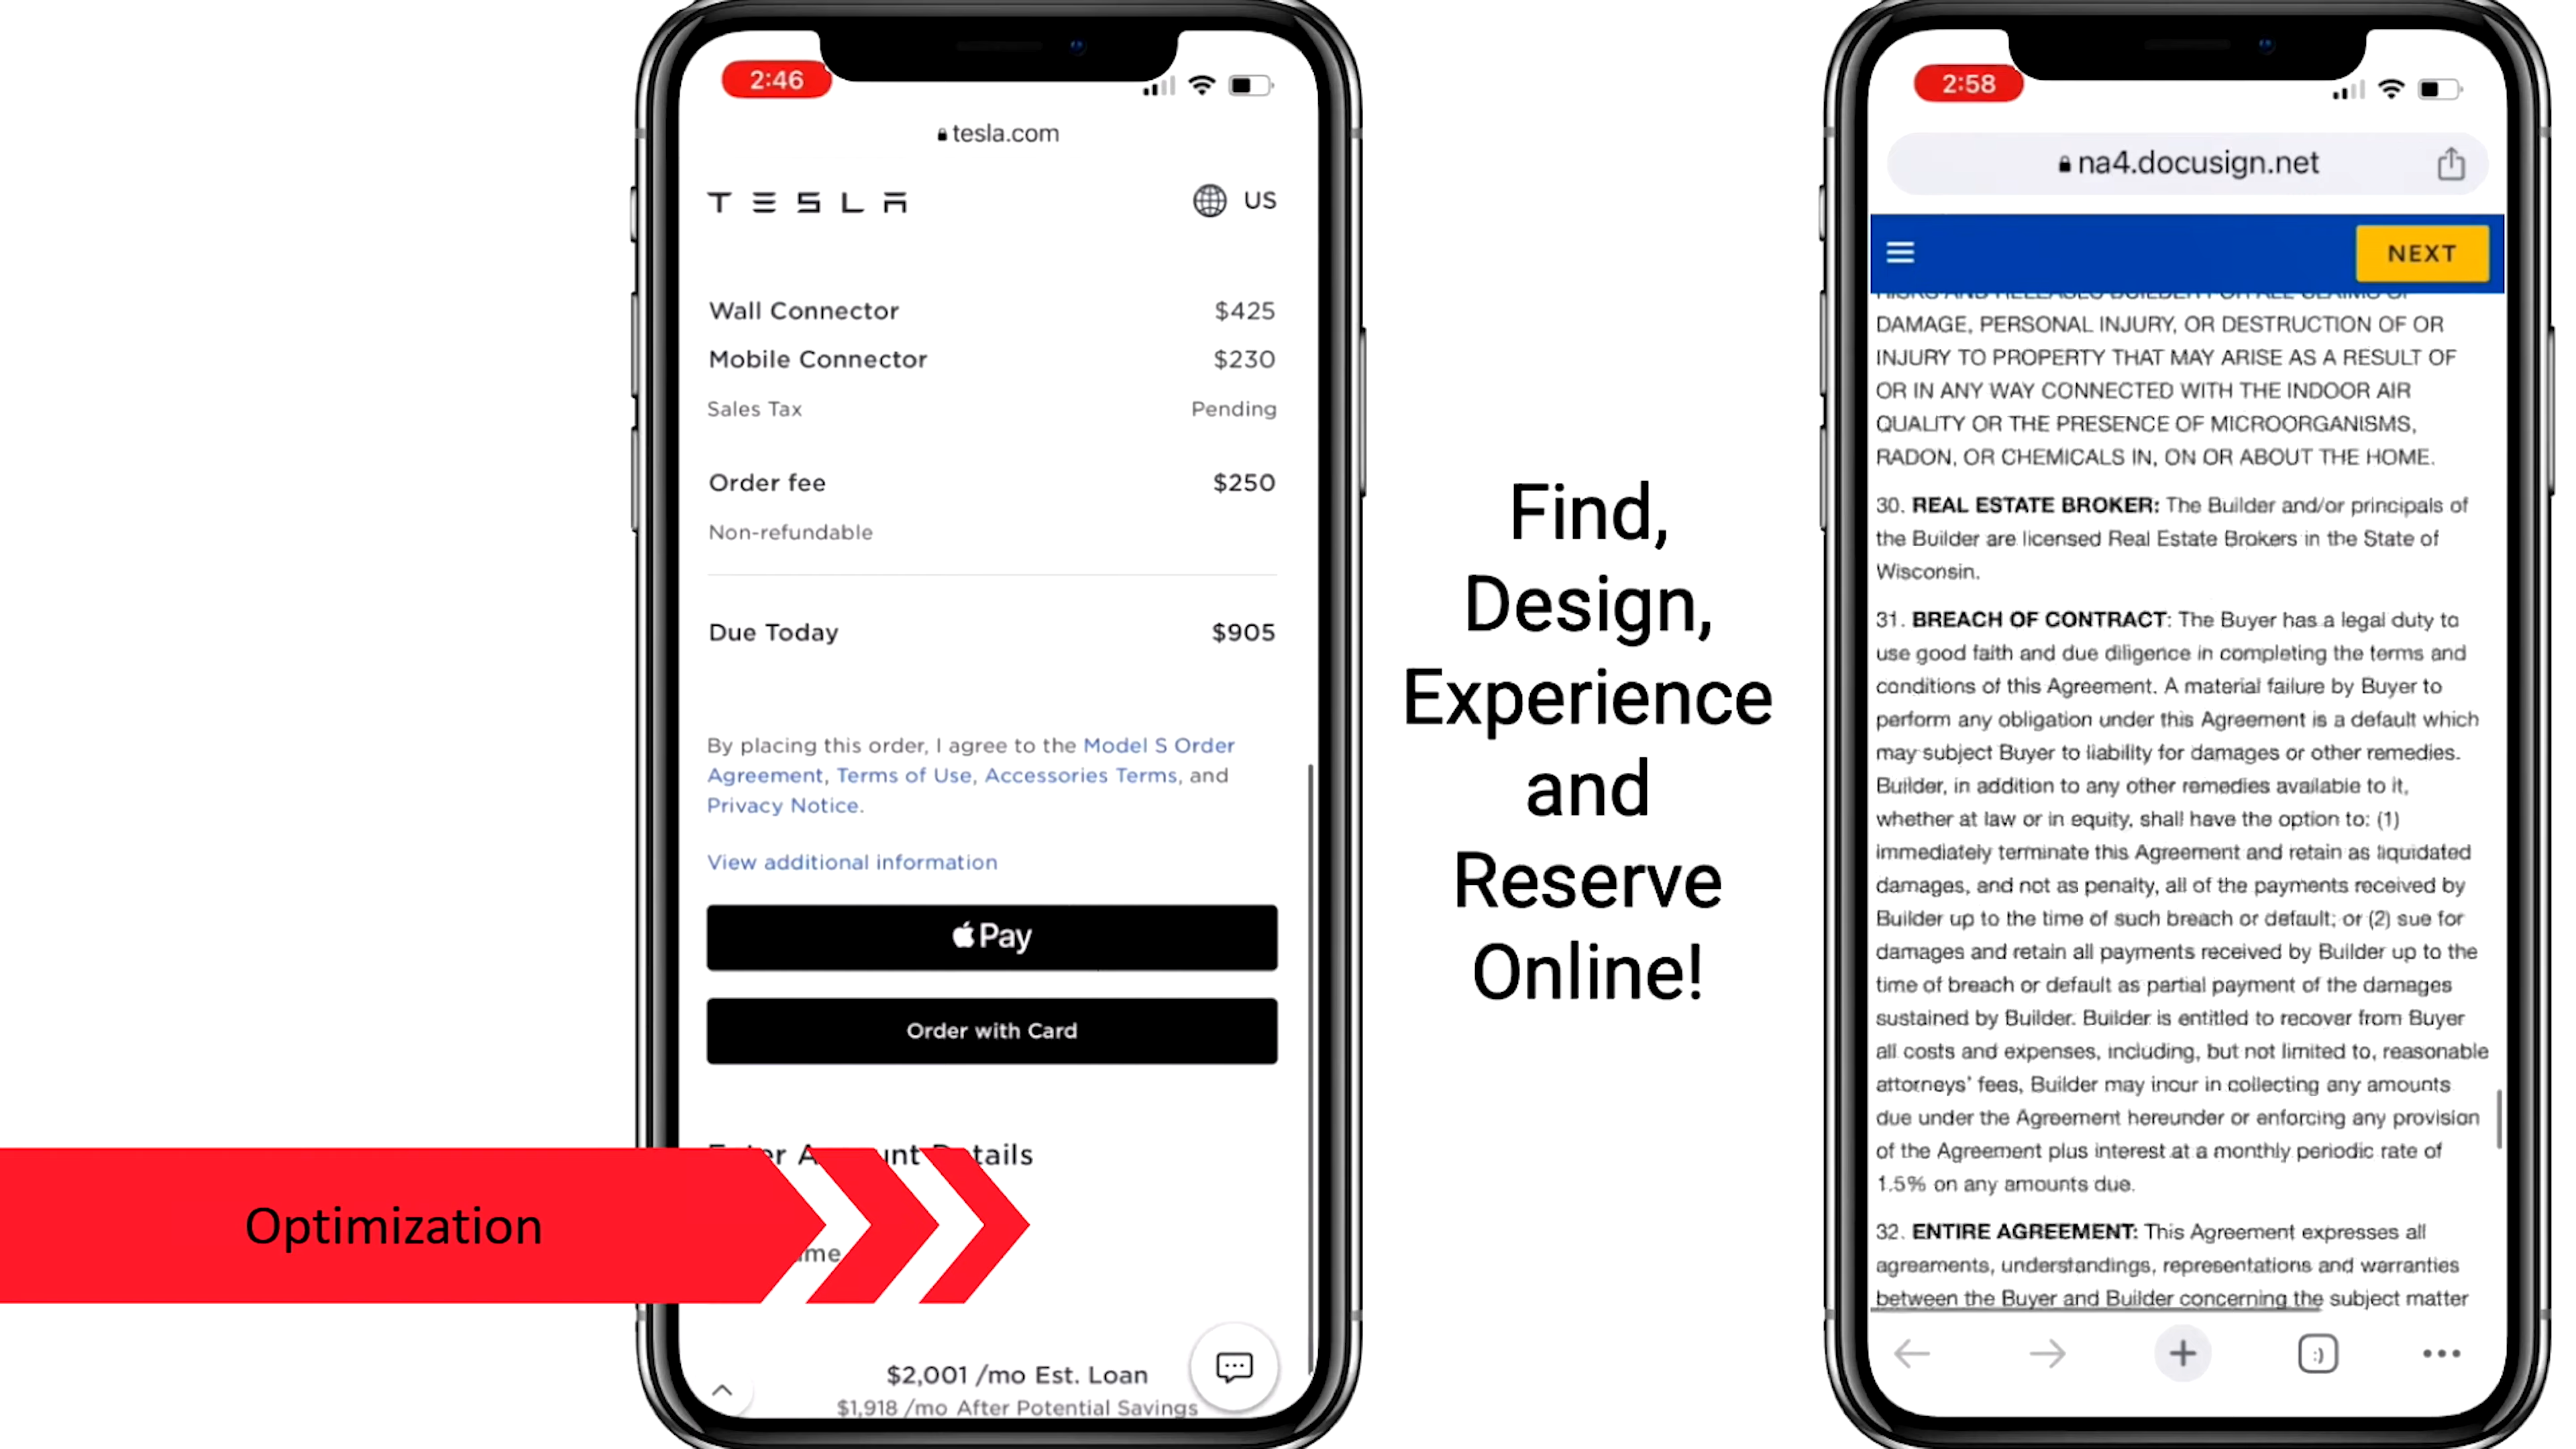 2:46
tesla.com
TESLA
US
Wall Connector $425
Mobile Connector $230
Sales Tax Pending
Order fee $250
Non-refundable
Due Today $905
By placing this order, I agree to the Model S Order
Agreement, Terms of Use, Accessories Terms, and
Privacy Notice.
View additional information
Pay
Order with Card
Details
$2,001 /mo Est. Loan
$1,918 /mo After Potential Savings
Optimization
Find,
Design,
Experience
and
Reserve
Online!
2:58
na4.docusign.net
NEXT
RISKS AND RELEASES BUILDER FOR ALL CLAIMS OF
DAMAGE, PERSONAL INJURY, OR DESTRUCTION OF OR
INJURY TO PROPERTY THAT MAY ARISE AS A RESULT OF
OR IN ANY WAY CONNECTED WITH THE INDOOR AIR
QUALITY OR THE PRESENCE OF MICROORGANISMS,
RADON, OR CHEMICALS IN, ON OR ABOUT THE HOME.
30. REAL ESTATE BROKER: The Builder and/or principals of
the Builder are licensed Real Estate Brokers in the State of
Wisconsin.
31. BREACH OF CONTRACT: The Buyer has a legal duty to
use good faith and due diligence in completing the terms and
conditions of this Agreement. A material failure by Buyer to
perform any obligation under this Agreement is a default which
may subject Buyer to liability for damages or other remedies.
Builder, in addition to any other remedies available to it,
whether at law or in equity, shall have the option to: (1)
immediately terminate this Agreement and retain as liquidated
damages, and not as penalty, all of the payments received by
Builder up to the time of such breach or default; or (2) sue for
damages and retain all payments received by Builder up to the
time of breach or default as partial payment of the damages
sustained by Builder. Builder is entitled to recover from Buyer
all costs and expenses, including, but not limited to, reasonable
attorneys' fees, Builder may incur in collecting any amounts
due under the Agreement hereunder or enforcing any provision
of the Agreement plus interest at a monthly periodic rate of
1.5% on any amounts due.
32. ENTIRE AGREEMENT: This Agreement expresses all
agreements, understandings, representations and warranties
between the Buyer and Builder concerning the subject matter
:)